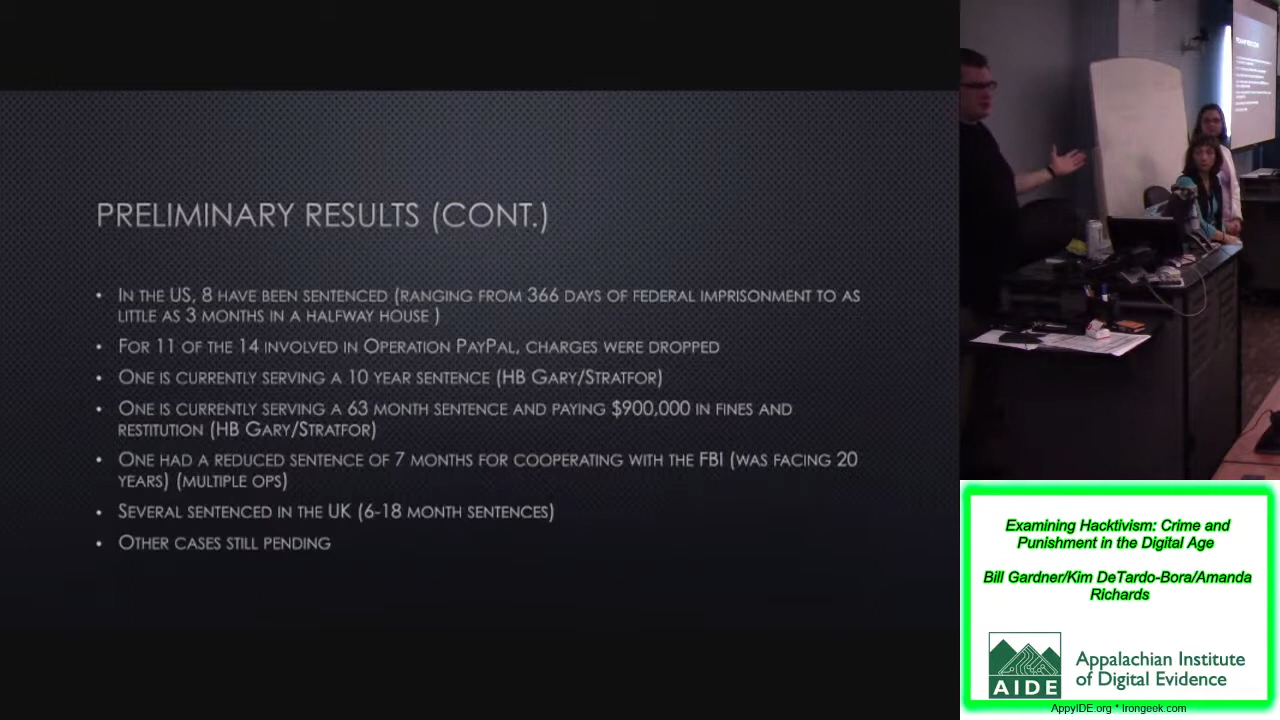 PRELIMINARY RESULTS (CONT.)
• IN THE US, 8 HAVE BEEN SENTENCED (RANGING FROM 366 DAYS OF FEDERAL IMPRISONMENT TO AS
LITTLE AS 3 MONTHS IN A HALFWAY HOUSE )
• FOR 11 OF THE 14 INVOLVED IN OPERATION PAYPAL, CHARGES WERE DROPPED
• ONE IS CURRENTLY SERVING A 10 YEAR SENTENCE (HB GARY/STRATFOR)
• ONE IS CURRENTLY SERVING A 63 MONTH SENTENCE AND PAYING $900,000 IN FINES AND
RESTITUTION (HB GARY/STRATFOR)
• ONE HAD A REDUCED SENTENCE OF 7 MONTHS FOR COOPERATING WITH THE FBI (WAS FACING 20
YEARS) (MULTIPLE OPS)
• SEVERAL SENTENCED IN THE UK (6-18 MONTH SENTENCES)
• OTHER CASES STILL PENDING
Examining Hacktivism: Crime and
Punishment in the Digital Age
Bill Gardner/Kim DeTardo-Bora/Amanda
Richards
AIDE
Appalachian Institute
of Digital Evidence
AppyIDE.org * Irongeek.com